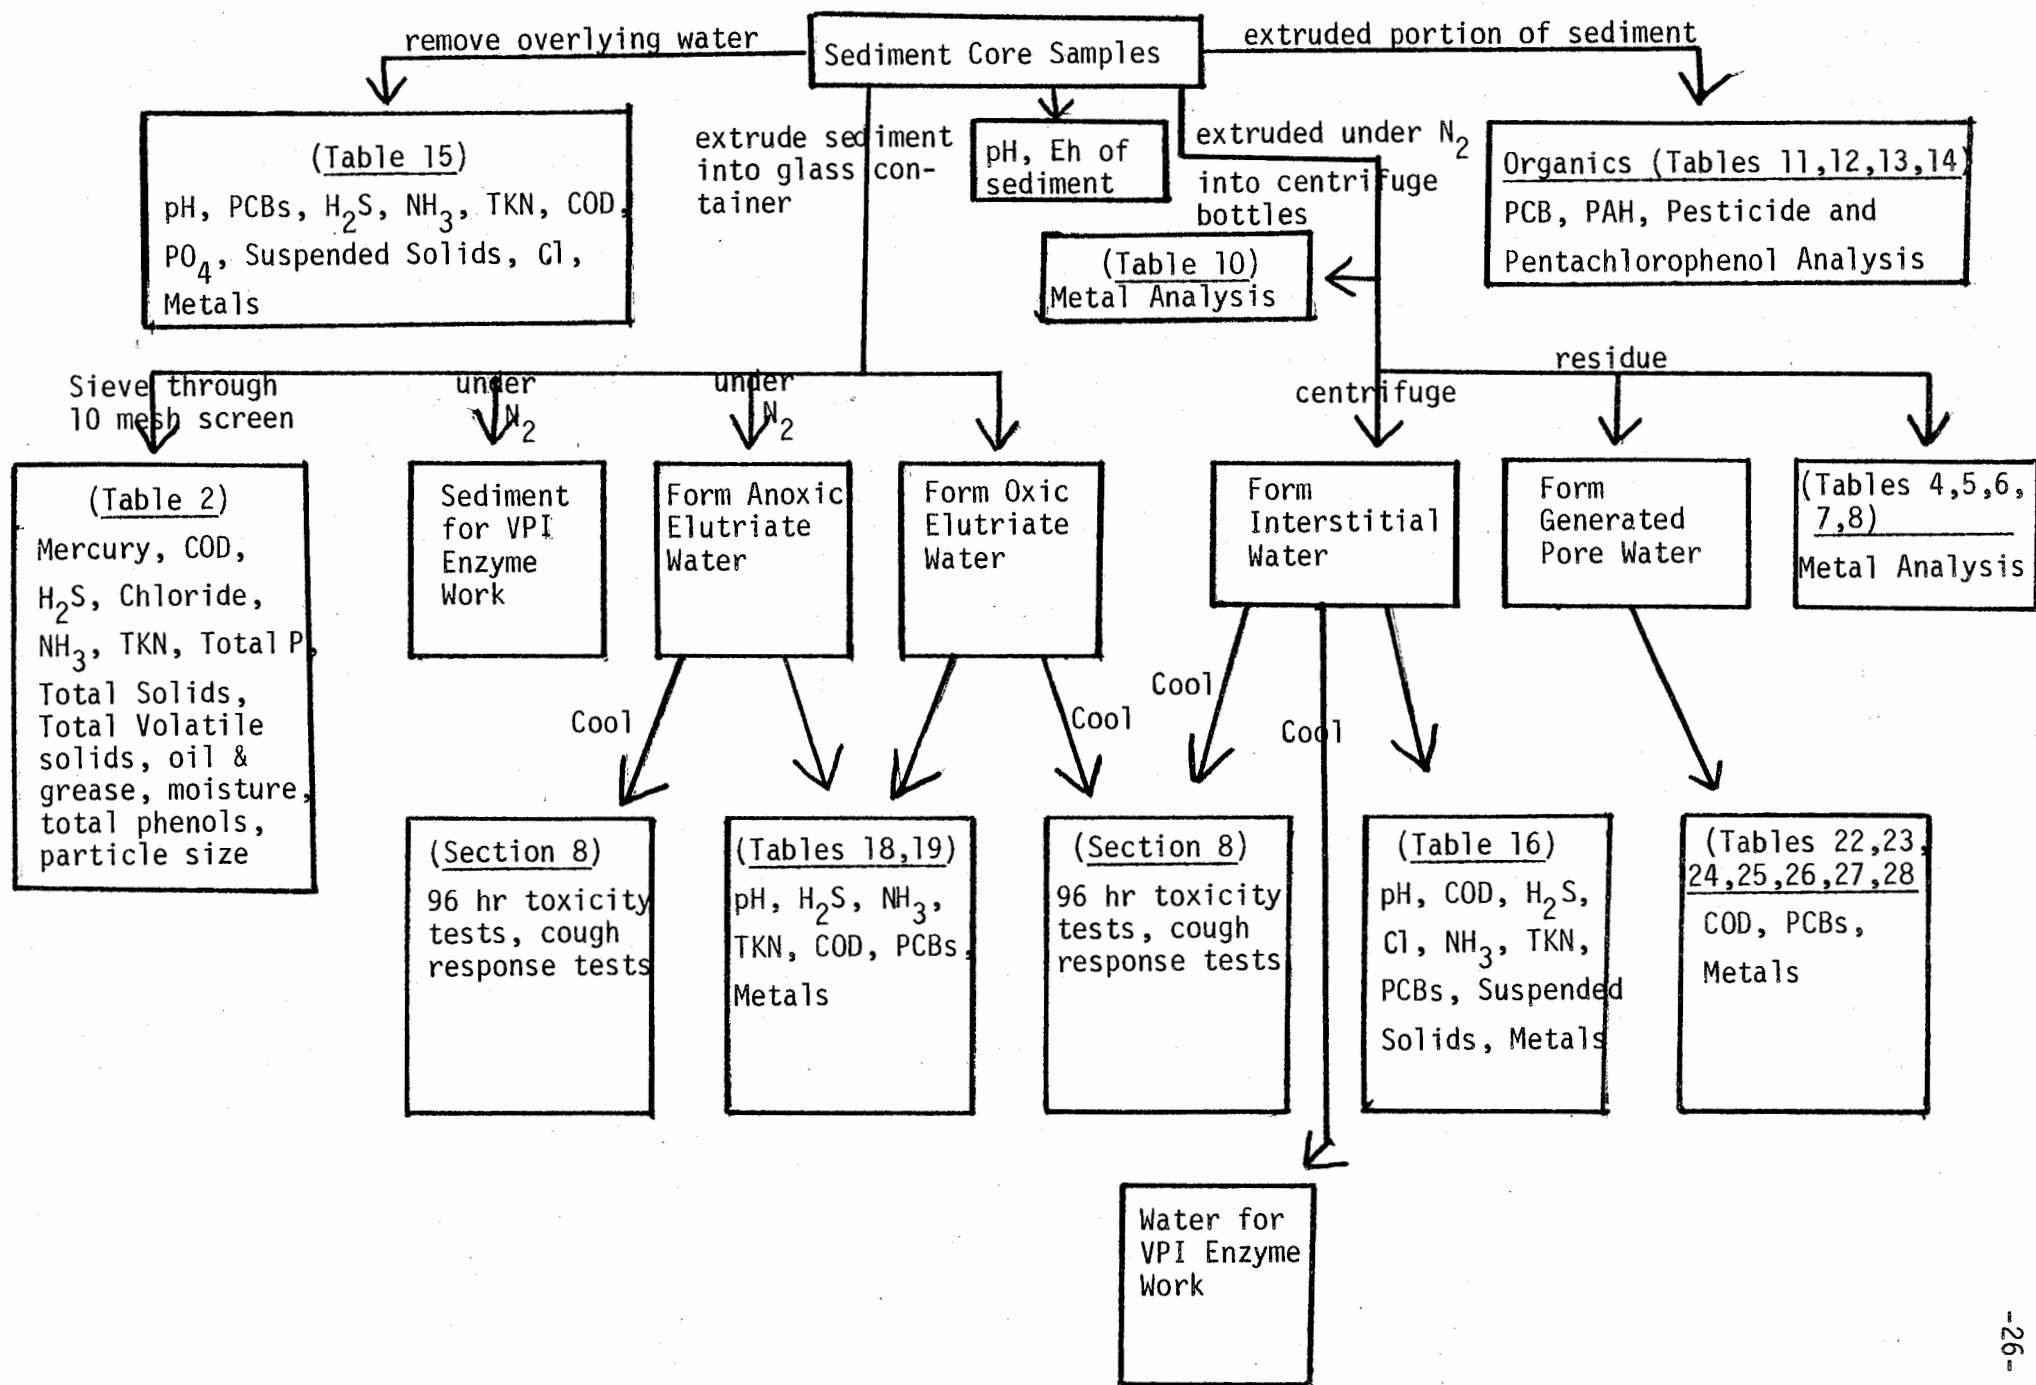 remove overlying water
Sediment Core Samples
extruded portion of sediment
(Table 15)
pH, PCBs, H2S, NH3, TKN, COD,
PO4, Suspended Solids, Cl,
Metals
extrude sediment
into glass con-
tainer
pH, Eh of
sediment
extruded under N2
into centrifuge
bottles
Organics (Tables 11,12,13,14)
PCB, PAH, Pesticide and
Pentachlorophenol Analysis
(Table 10)
Metal Analysis
Sieve through
10 mesh screen
under
N2
under
N2
centrifuge
residue
(Table 2)
Mercury, COD,
H2S, Chloride,
NH3, TKN, Total P,
Total Solids,
Total Volatile
solids, oil &
grease, moisture,
total phenols,
particle size
Sediment
for VPI
Enzyme
Work
Form Anoxic
Elutriate
Water
Form Oxic
Elutriate
Water
Form
Interstitial
Water
Form
Generated
Pore Water
(Tables 4,5,6,
7,8)
Metal Analysis
Cool
Cool
Cool
Cool
(Section 8)
96 hr toxicity
tests, cough
response tests
(Tables 18,19)
pH, H2S, NH3,
TKN, COD, PCBs,
Metals
(Section 8)
96 hr toxicity
tests, cough
response tests
(Table 16)
pH, COD, H2S,
Cl, NH3, TKN,
PCBs, Suspended
Solids, Metals
(Tables 22,23,
24,25,26,27,28
COD, PCBs,
Metals
Water for
VPI Enzyme
Work
-26-